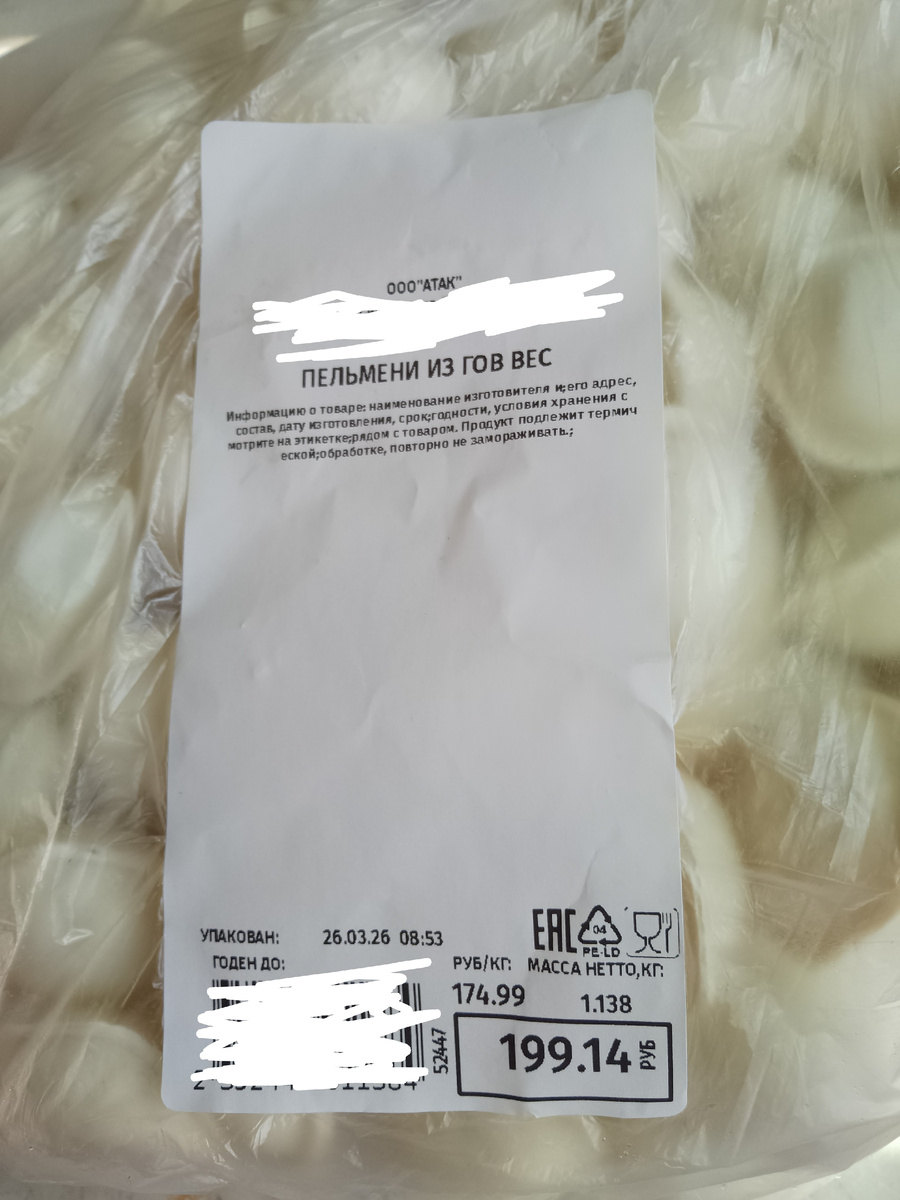 ООО"АТАК"
ПЕЛЬМЕНИ ИЗ ГОВ ВЕС
Информацию о товаре: наименование изготовителя и;его адрес,
состав, дату изготовления, срок;годности, условия хранения с
мотрите на этикетке;рядом с товаром. Продукт подлежит термич
еской;обработке, повторно не замораживать.;
EAC
04
PE-LD
УПАКОВАН: 26.03.26 08:53
ГОДЕН ДО:
РУБ/КГ: МАССА НЕТТО,КГ:
174.99 1.138
52447
199.14 РУБ